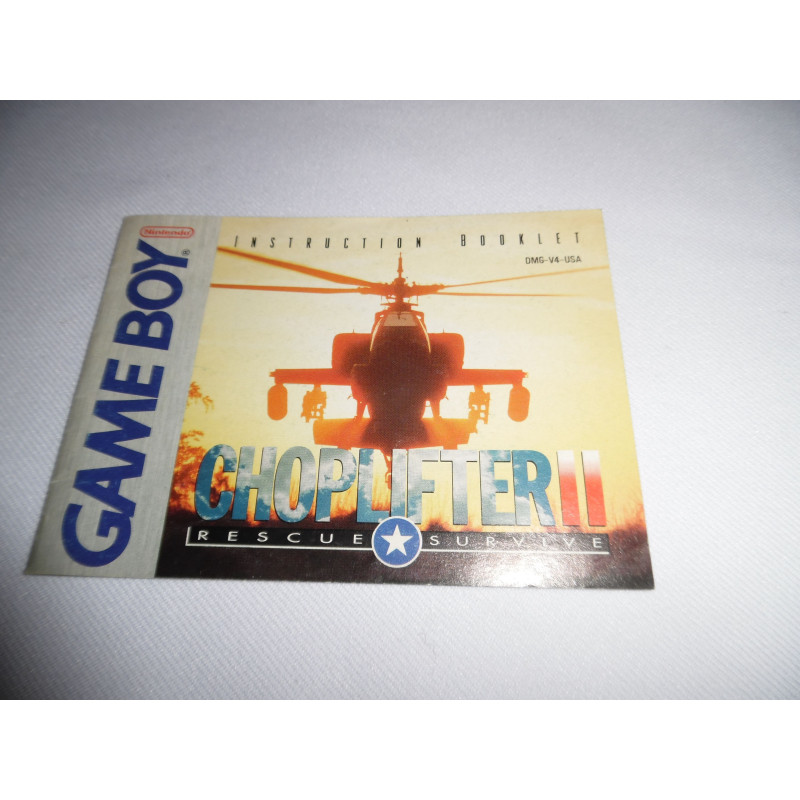 Nintendo
GAME BOY®
INSTRUCTION BOOKLET
DMG-V4-USA
CHOPLIFTER II
RESCUE SURVIVE